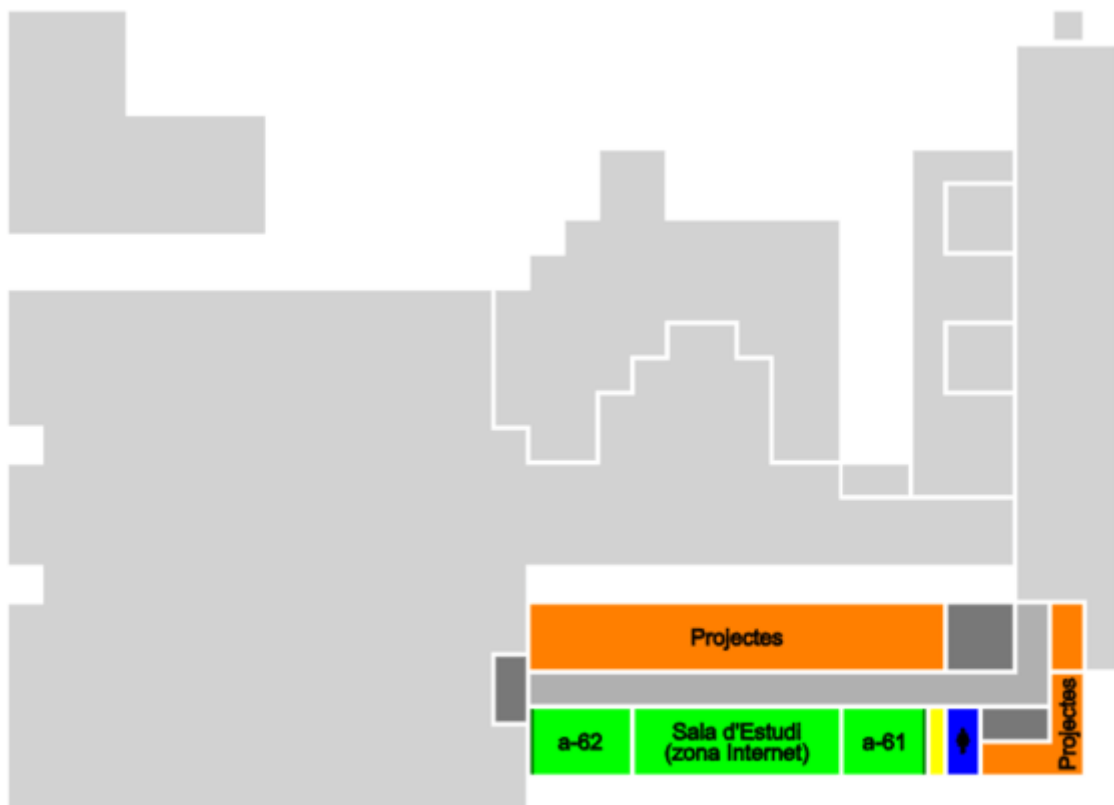 Projectes
a-62
Sala d'Estudi
(zona Internet)
a-61
Projectes